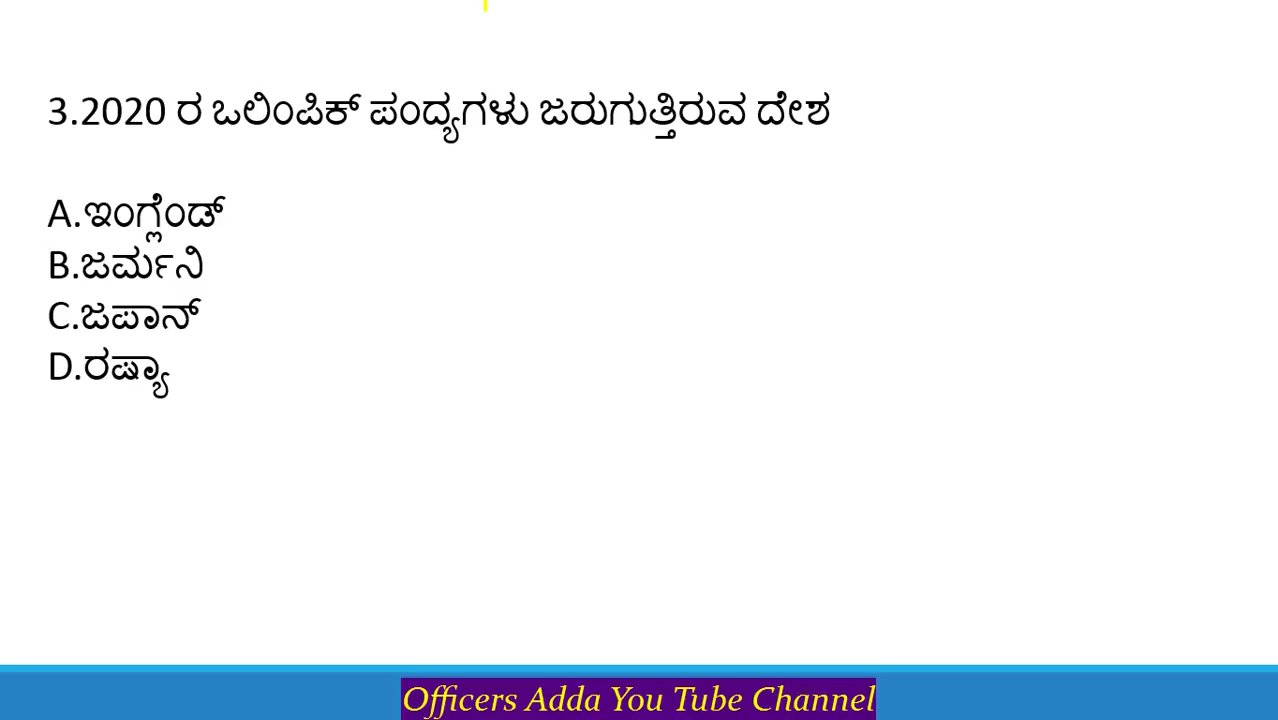 3.2020 ರ ಒಲಿಂಪಿಕ್ ಪಂದ್ಯಗಳು ಜರುಗುತ್ತಿರುವ ದೇಶ
A.ಇಂಗ್ಲೆಂಡ್
B.ಜರ್ಮನಿ
C.ಜಪಾನ್
D.ರಷ್ಯಾ
Officers Adda You Tube Channel